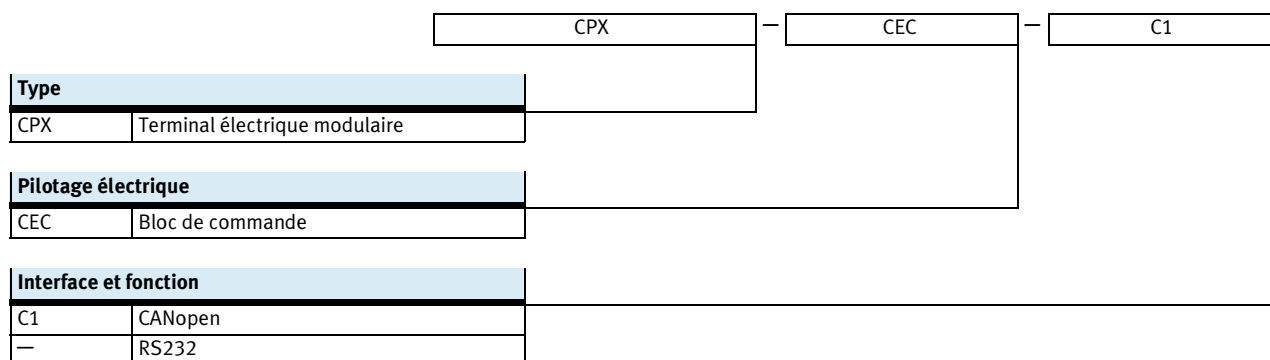 CPX — CEC — C1
Type
CPX Terminal électrique modulaire
Pilotage électrique
CEC Bloc de commande
Interface et fonction
C1 CANopen
— RS232